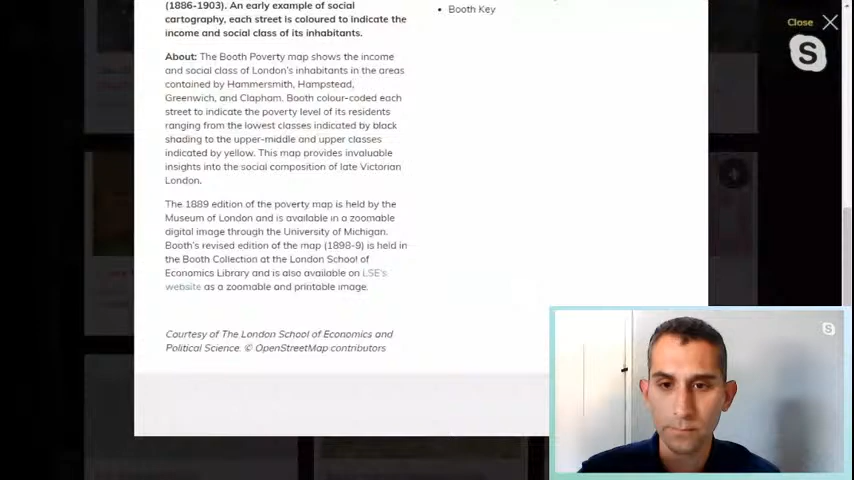 (1886-1903). An early example of social
cartography, each street is coloured to indicate the
income and social class of its inhabitants.
About: The Booth Poverty map shows the income
and social class of London's inhabitants in the areas
contained by Hammersmith, Hampstead,
Greenwich, and Clapham. Booth colour-coded each
street to indicate the poverty level of its residents
ranging from the lowest classes indicated by black
shading to the upper-middle and upper classes
indicated by yellow. This map provides invaluable
insights into the social composition of late Victorian
London.
The 1889 edition of the poverty map is held by the
Museum of London and is available in a zoomable
digital image through the University of Michigan.
Booth's revised edition of the map (1898-9) is held in
the Booth Collection at the London School of
Economics Library and is also available on LSE's
website as a zoomable and printable image.
Courtesy of The London School of Economics and
Political Science. © OpenStreetMap contributors
• Booth Key
Close
S
S